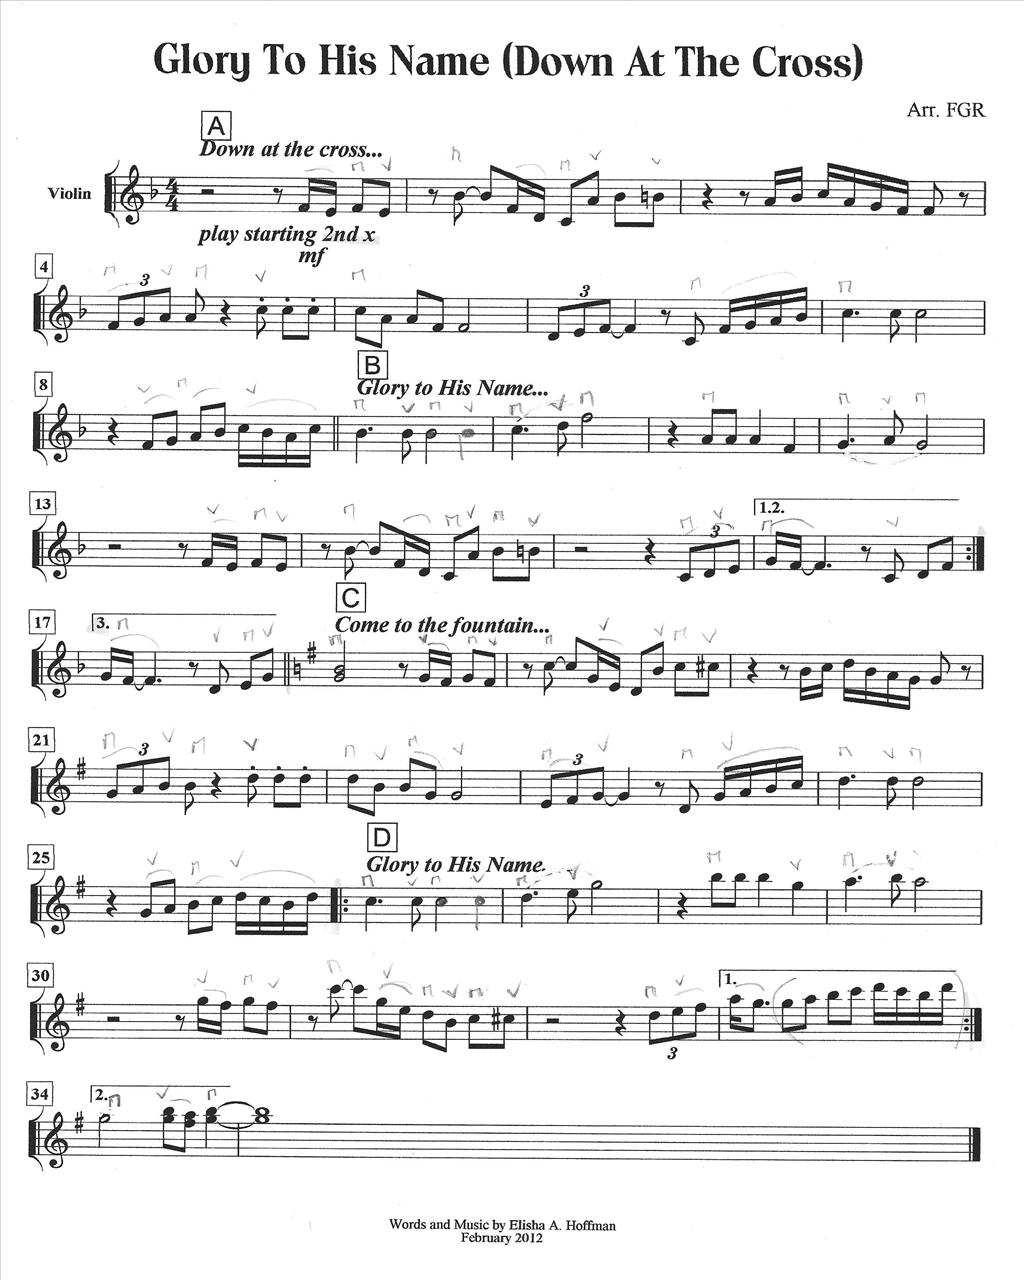 Glory To His Name (Down At The Cross)
Arr. FGR
A
Down at the cross...
Violin
4
4
play starting 2nd x
mf
4
3
3
B
8
Glory to His Name...
13
1.2.
3
C
17
3.
Come to the fountain...
21
3
3
D
25
Glory to His Name.
30
1.
3
34
2.
Words and Music by Elisha A. Hoffman
February 2012